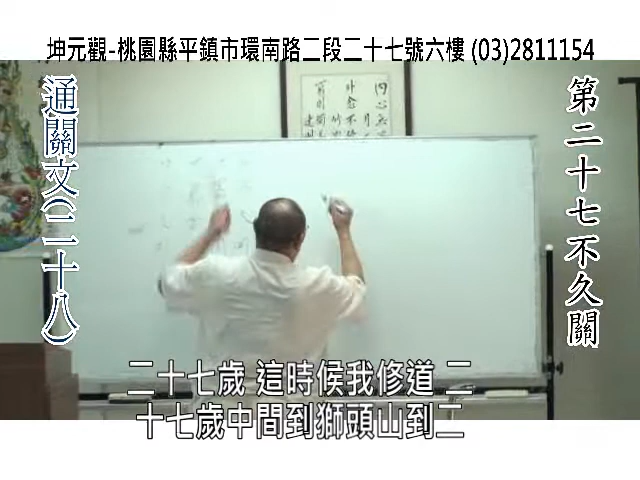 坤元觀-桃園縣平鎮市環南路二段二十七號六樓 (03)2811154
通關文(二十八)
第二十七不久關
二十七歲 這時候我修道 二
十七歲中間到獅頭山到二